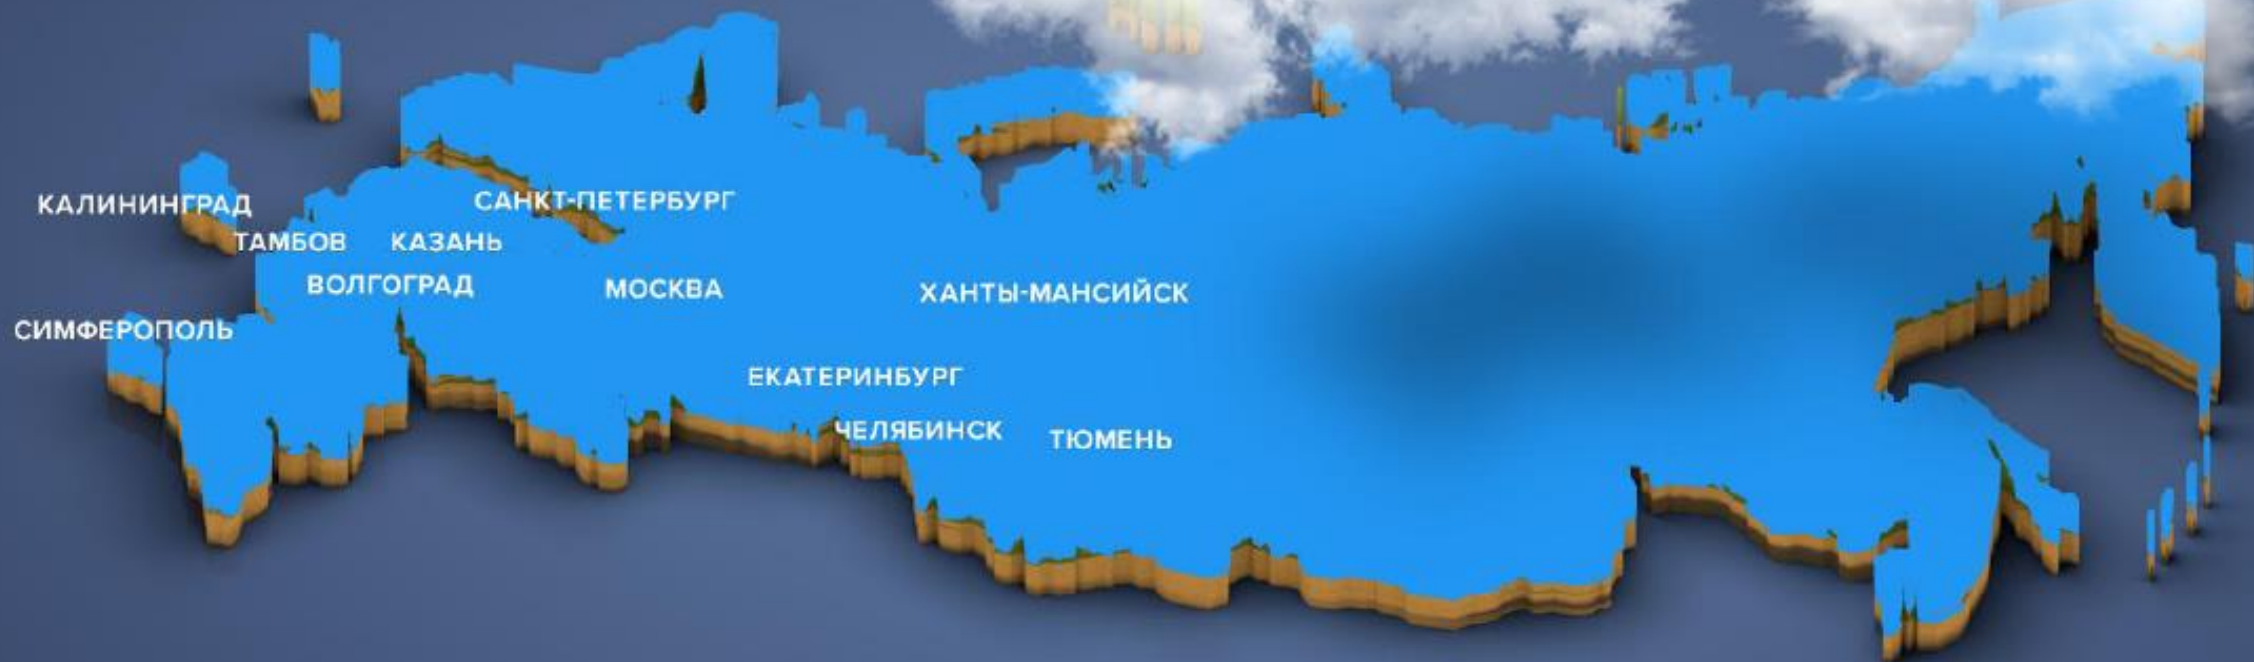 КАЛИНИНГРАД
САНКТ-ПЕТЕРБУРГ
ТАМБОВ
КАЗАНЬ
ВОЛГОГРАД
МОСКВА
ХАНТЫ-МАНСИЙСК
СИМФЕРОПОЛЬ
ЕКАТЕРИНБУРГ
ЧЕЛЯБИНСК
ТЮМЕНЬ